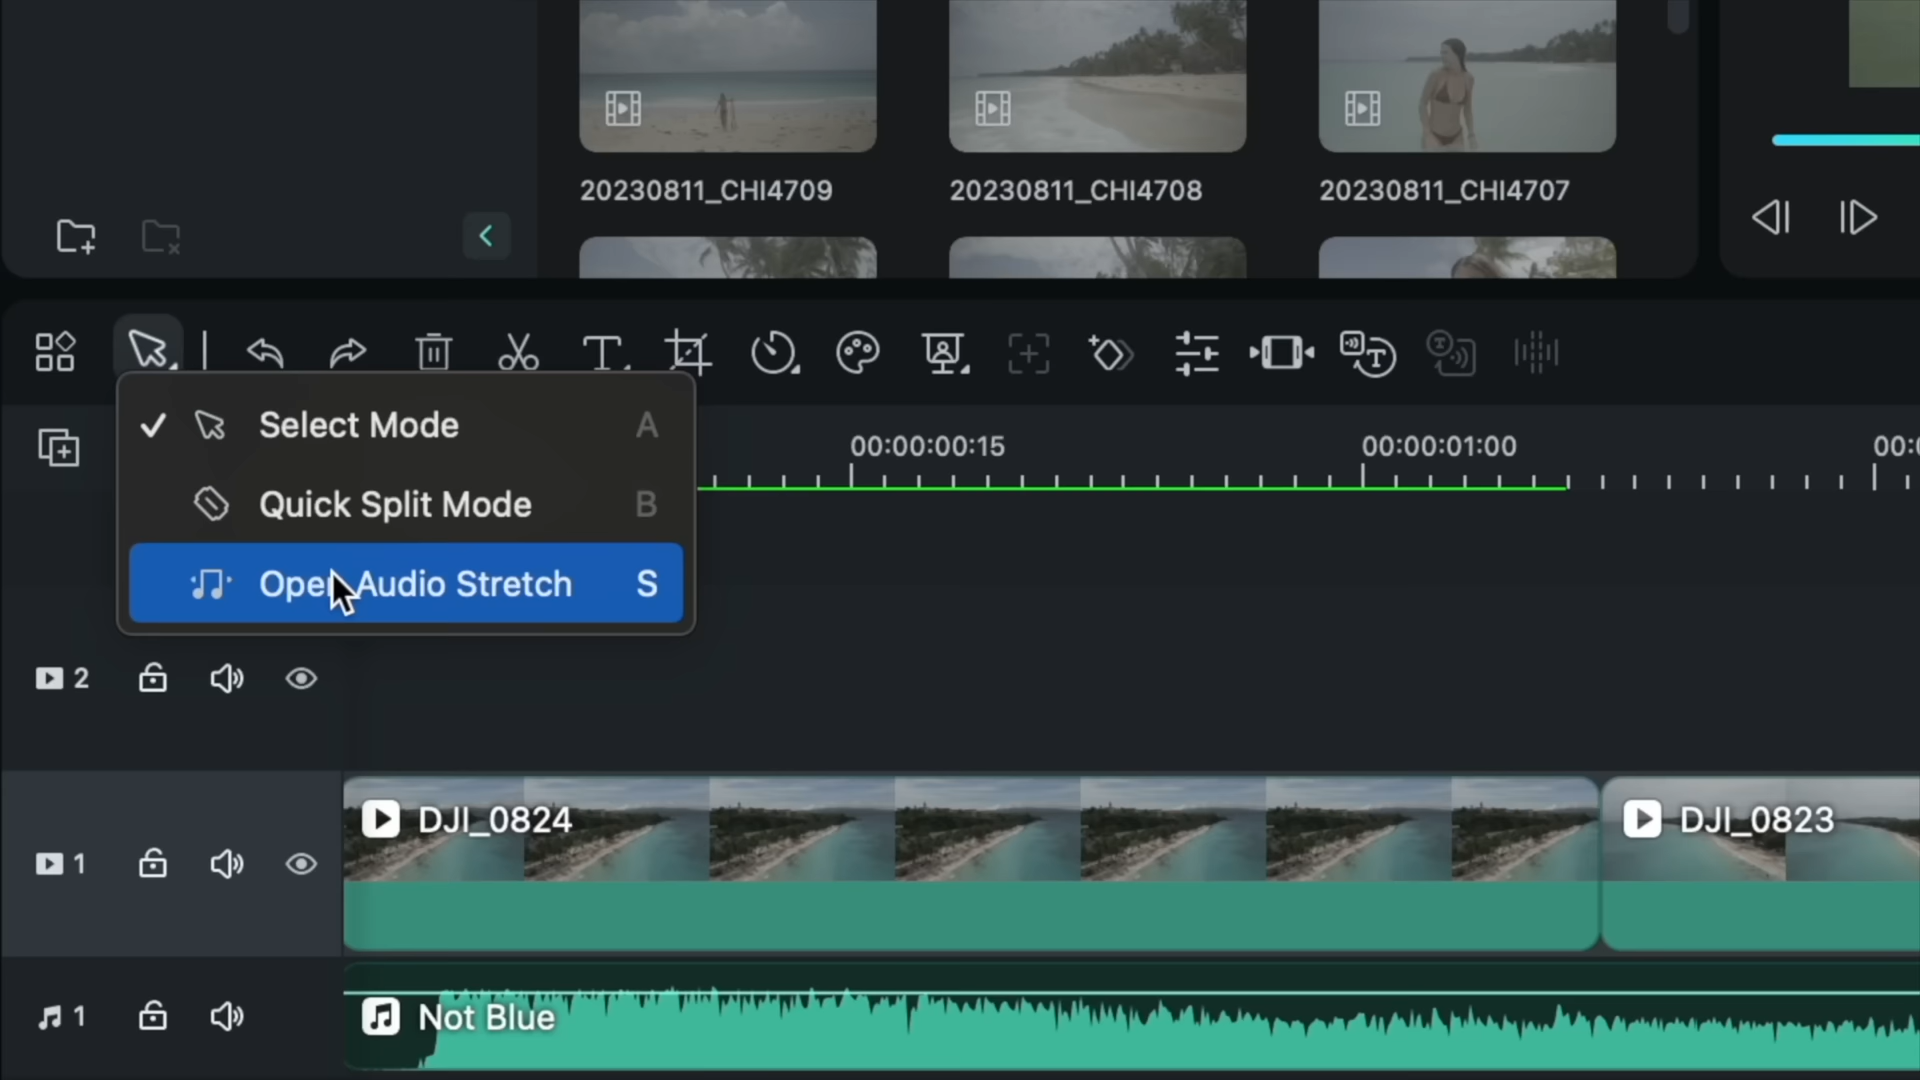 20230811_CHI4709
20230811_CHI4708
20230811_CHI4707
Select Mode A
Quick Split Mode B
Open Audio Stretch S
00:00:00:15
00:00:01:00
00:
2
DJI_0824
DJI_0823
1
1
Not Blue